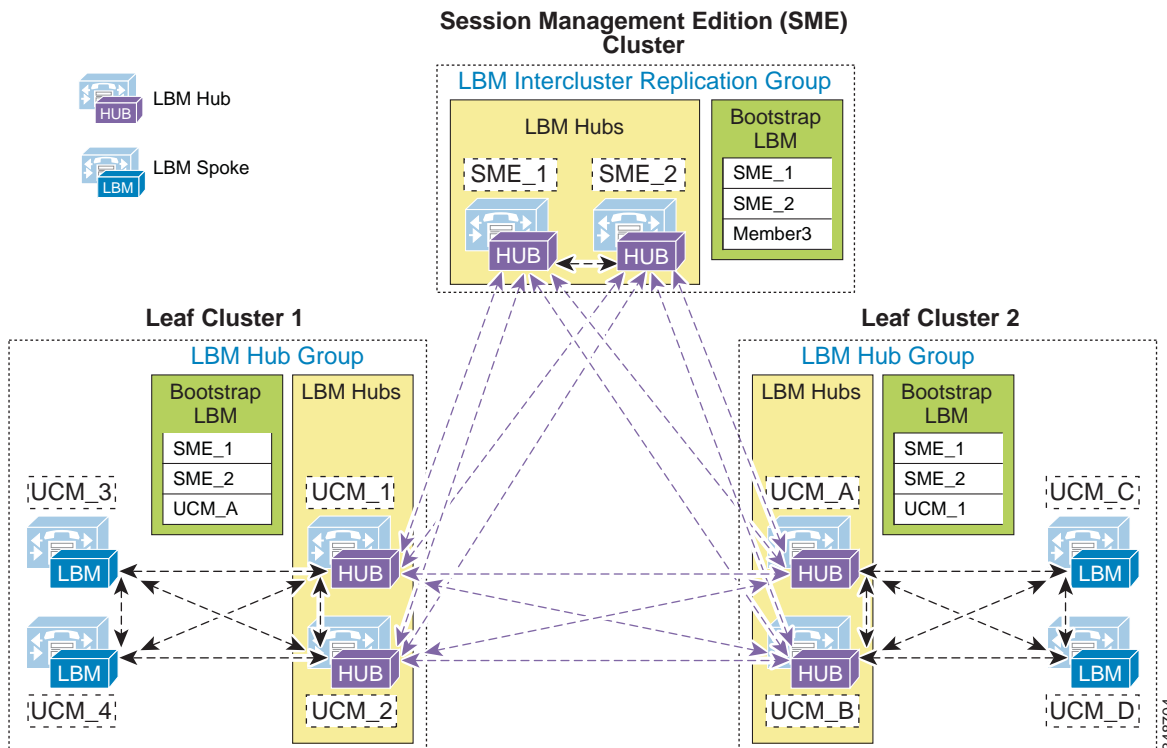 Session Management Edition (SME)
Cluster
LBM Intercluster Replication Group
HUB
LBM Hub
LBM
LBM Spoke
LBM Hubs
SME_1
SME_2
HUB
HUB
Bootstrap
LBM
SME_1
SME_2
Member3
Leaf Cluster 1
LBM Hub Group
Bootstrap
LBM
SME_1
SME_2
UCM_A
LBM Hubs
UCM_3
UCM_1
LBM
HUB
LBM
HUB
UCM_4
UCM_2
Leaf Cluster 2
LBM Hub Group
LBM Hubs
Bootstrap
LBM
SME_1
SME_2
UCM_1
UCM_A
UCM_C
HUB
LBM
HUB
LBM
UCM_B
UCM_D